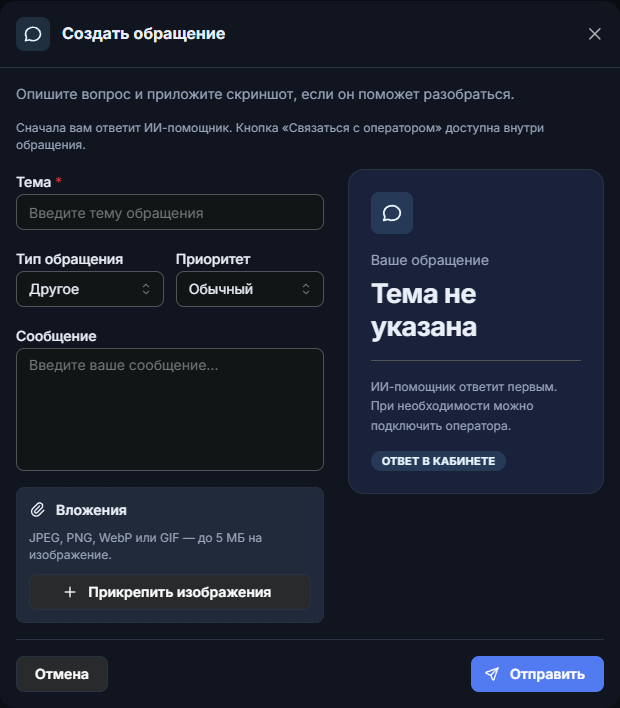 Создать обращение
Опишите вопрос и приложите скриншот, если он поможет разобраться.
Сначала вам ответит ИИ-помощник. Кнопка «Связаться с оператором» доступна внутри
обращения.
Тема *
Введите тему обращения
Тип обращения
Приоритет
Другое
Обычный
Сообщение
Введите ваше сообщение...
Вложения
JPEG, PNG, WebP или GIF — до 5 МБ на
изображение.
Прикрепить изображения
Ваше обращение
Тема не
указана
ИИ-помощник ответит первым.
При необходимости можно
подключить оператора.
ОТВЕТ В КАБИНЕТЕ
Отмена
Отправить